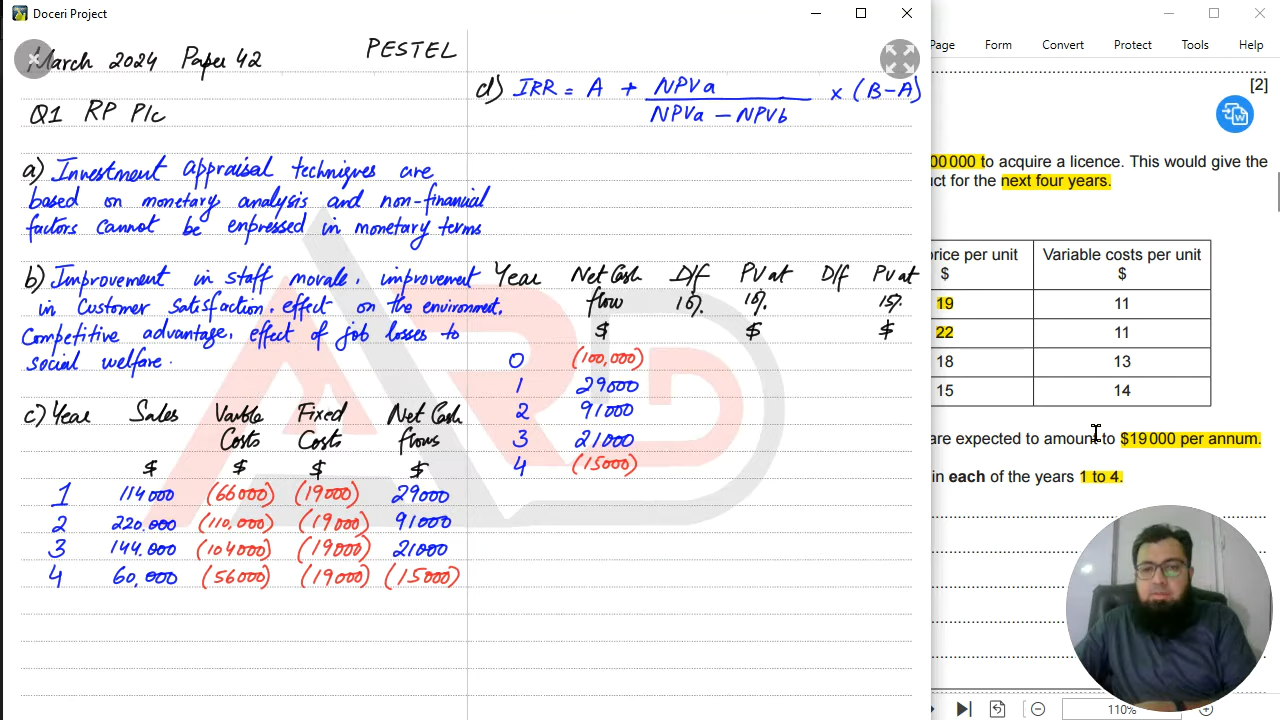 Doceri Project
March 2024 Paper 42 PESTEL
Q1 RP Plc
a) Investment appraisal techniques are
based on monetary analysis and non-financial
factors cannot be expressed in monetary terms
b) Improvement in staff morale, improvement
in customer satisfaction, effect on the environment,
Competitive advantage, effect of job losses to
social welfare.
c) Year Sales Varble Costs Fixed Costs Net Cash flows
$ $ $ $
1 114000 (66000) (19000) 29000
2 220,000 (110,000) (19000) 91000
3 144,000 (104000) (19000) 21000
4 60,000 (56000) (19000) (15000)
d) IRR = A + NPVa / NPVa - NPVb x (B-A)
Year Net Cash D/f PV at D/f PV at
flow 10% 10% 15%
$ $ $
0 (100,000)
1 29000
2 91000
3 21000
4 (15000)
ARD
Page Form Convert Protect Tools Help
[2]
00 000 to acquire a licence. This would give the
uct for the next four years.
rice per unit Variable costs per unit
$ $
19 11
22 11
18 13
15 14
are expected to amount to $19 000 per annum.
in each of the years 1 to 4.
110%